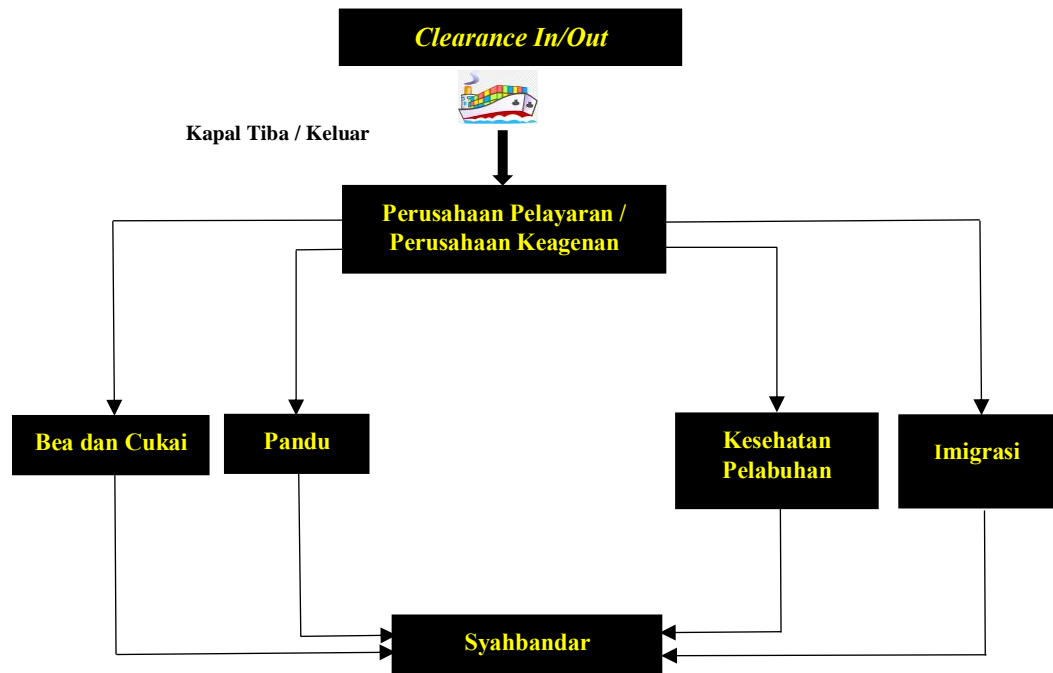 Clearance In/Out
Kapal Tiba / Keluar
Perusahaan Pelayaran /
Perusahaan Keagenan
Bea dan Cukai
Pandu
Kesehatan
Pelabuhan
Imigrasi
Syahbandar